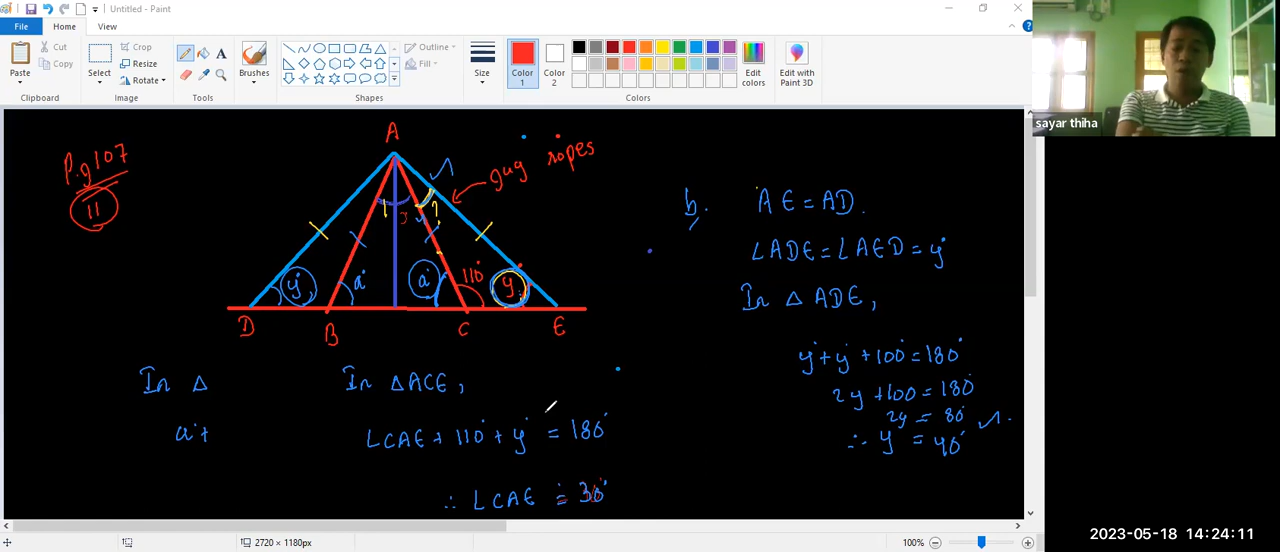 Untitled - Paint
File
Home
View
Paste
Cut
Copy
Clipboard
Select
Crop
Resize
Rotate
Image
Tools
Brushes
Shapes
Outline
Fill
Size
Color 1
Color 2
Colors
Edit colors
Edit with Paint 3D
sayar thiha
P.g 107
11
A
guy ropes
y°
a°
x
a°
110°
y°
D
B
C
E
b. AE = AD.
∠ADE = ∠AED = y°
In △ADE,
y° + y° + 100° = 180°
2y + 100 = 180°
2y = 80°
∴ y = 40°
In △
a° +
In △ACE,
∠CAE + 110° + y° = 180°
∴ ∠CAE = 30°
2720 × 1180px
100%
2023-05-18 14:24:11